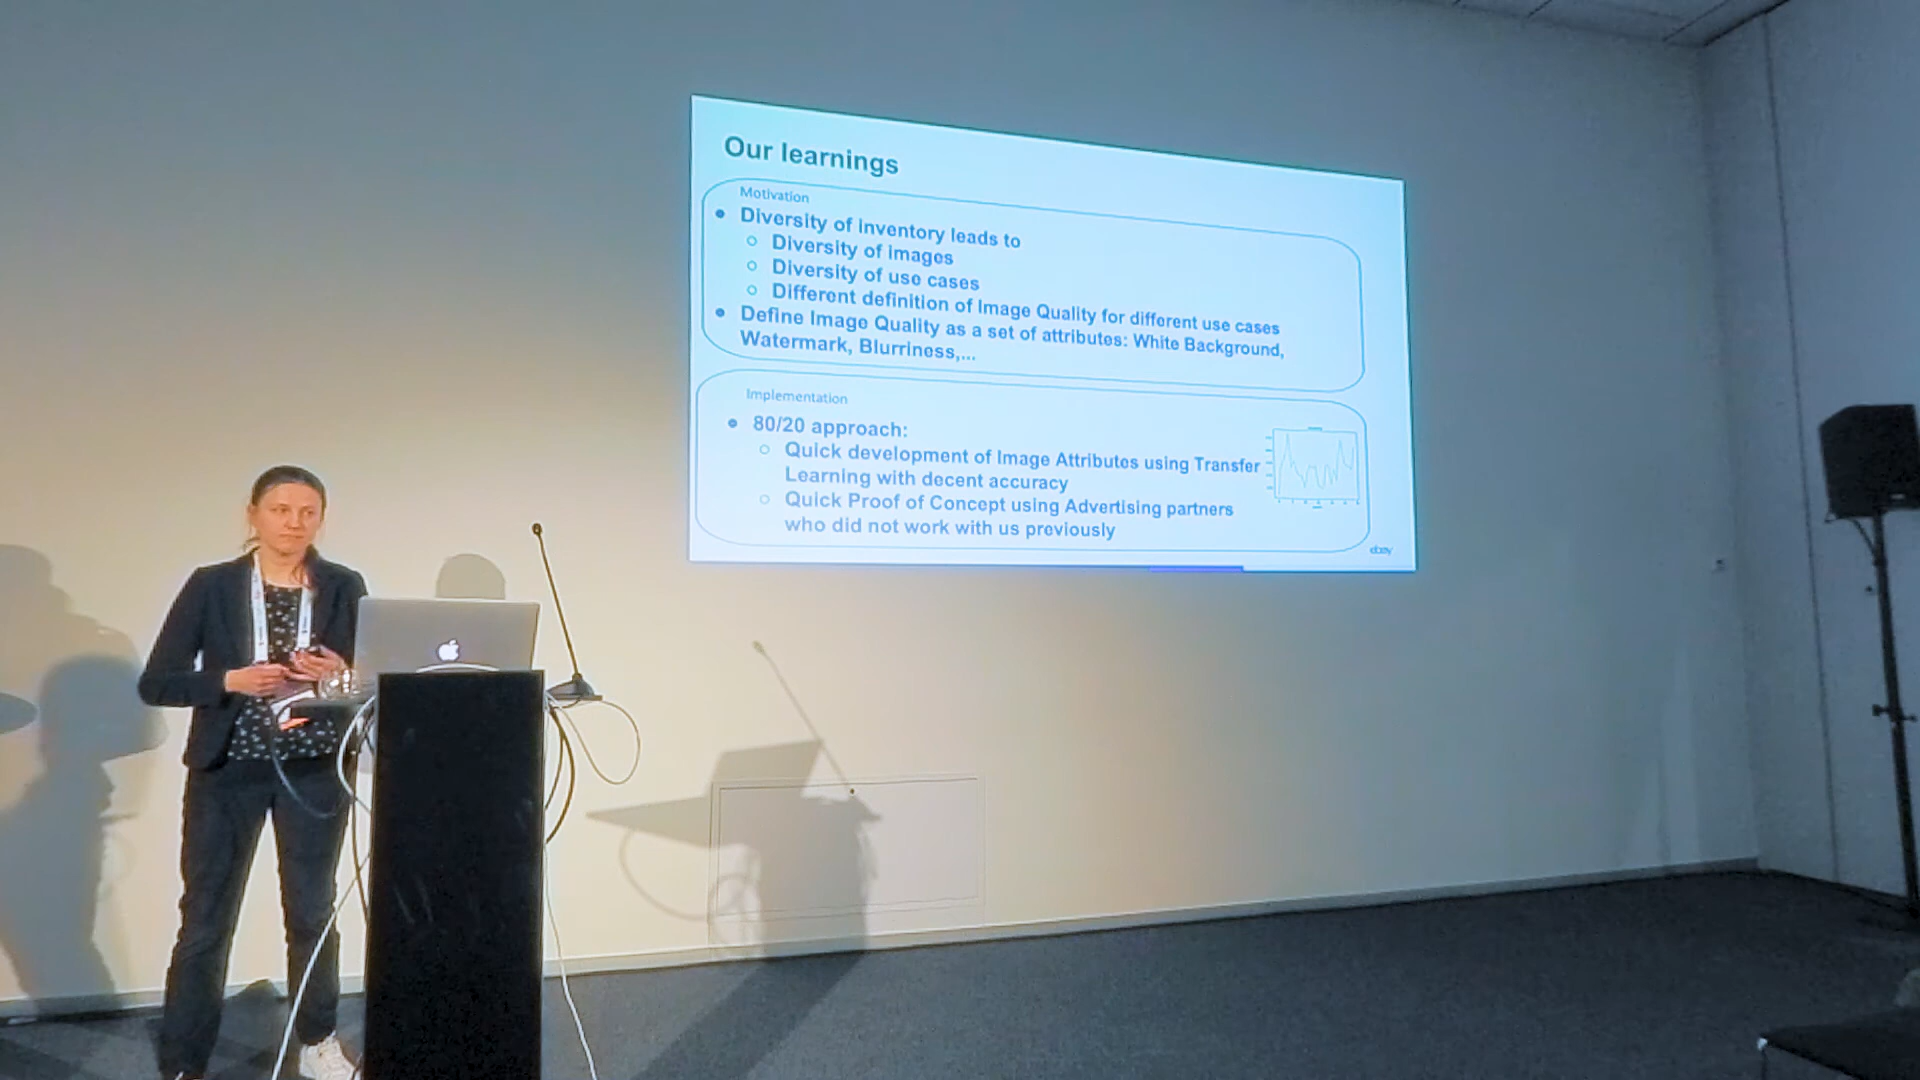 Our learnings
Motivation
● Diversity of inventory leads to
○ Diversity of images
○ Diversity of use cases
○ Different definition of Image Quality for different use cases
● Define Image Quality as a set of attributes: White Background,
Watermark, Blurriness,...
Implementation
● 80/20 approach:
○ Quick development of Image Attributes using Transfer
Learning with decent accuracy
○ Quick Proof of Concept using Advertising partners
who did not work with us previously
ebay